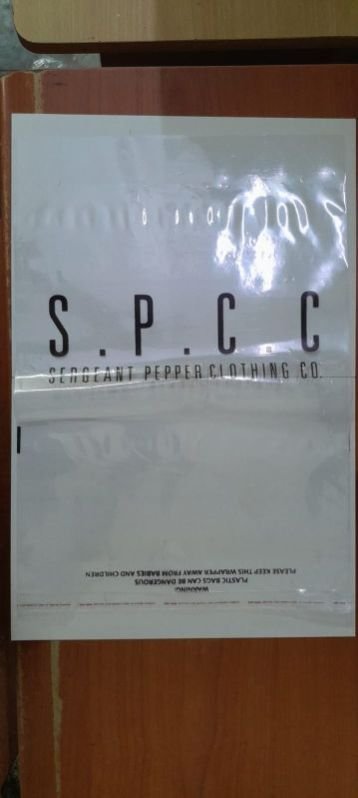 S.P.C.C
SERGEANT PEPPER CLOTHING CO.
WARNING:
PLASTIC BAGS CAN BE DANGEROUS
PLEASE KEEP THIS WRAPPER AWAY FROM BABIES AND CHILDREN